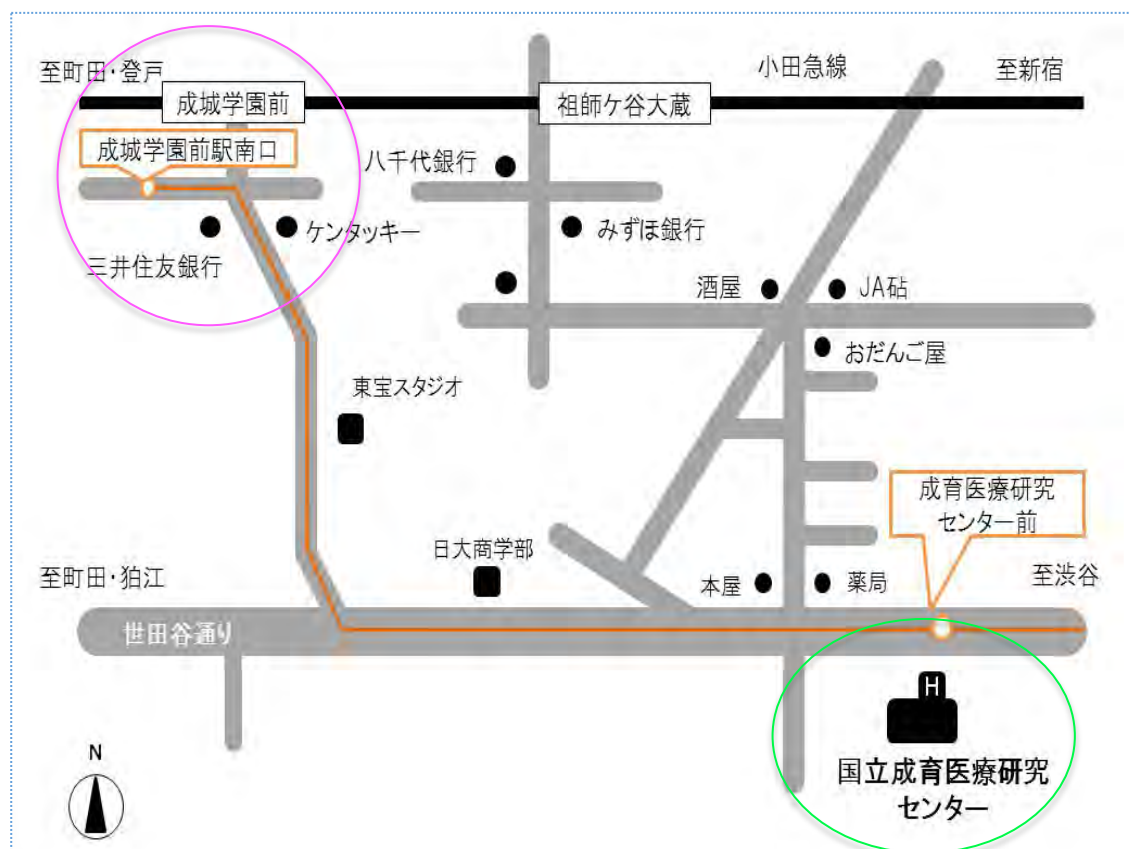 小田急線
至町田・登戸
至新宿
成城学園前
祖師ケ谷大蔵
成城学園前駅南口
八千代銀行
ケンタッキー
みずほ銀行
三井住友銀行
酒屋
JA砧
おだんご屋
東宝スタジオ
成育医療研究
センター前
日大商学部
至町田・狛江
至渋谷
本屋
薬局
世田谷通り
H
N
国立成育医療研究
センター